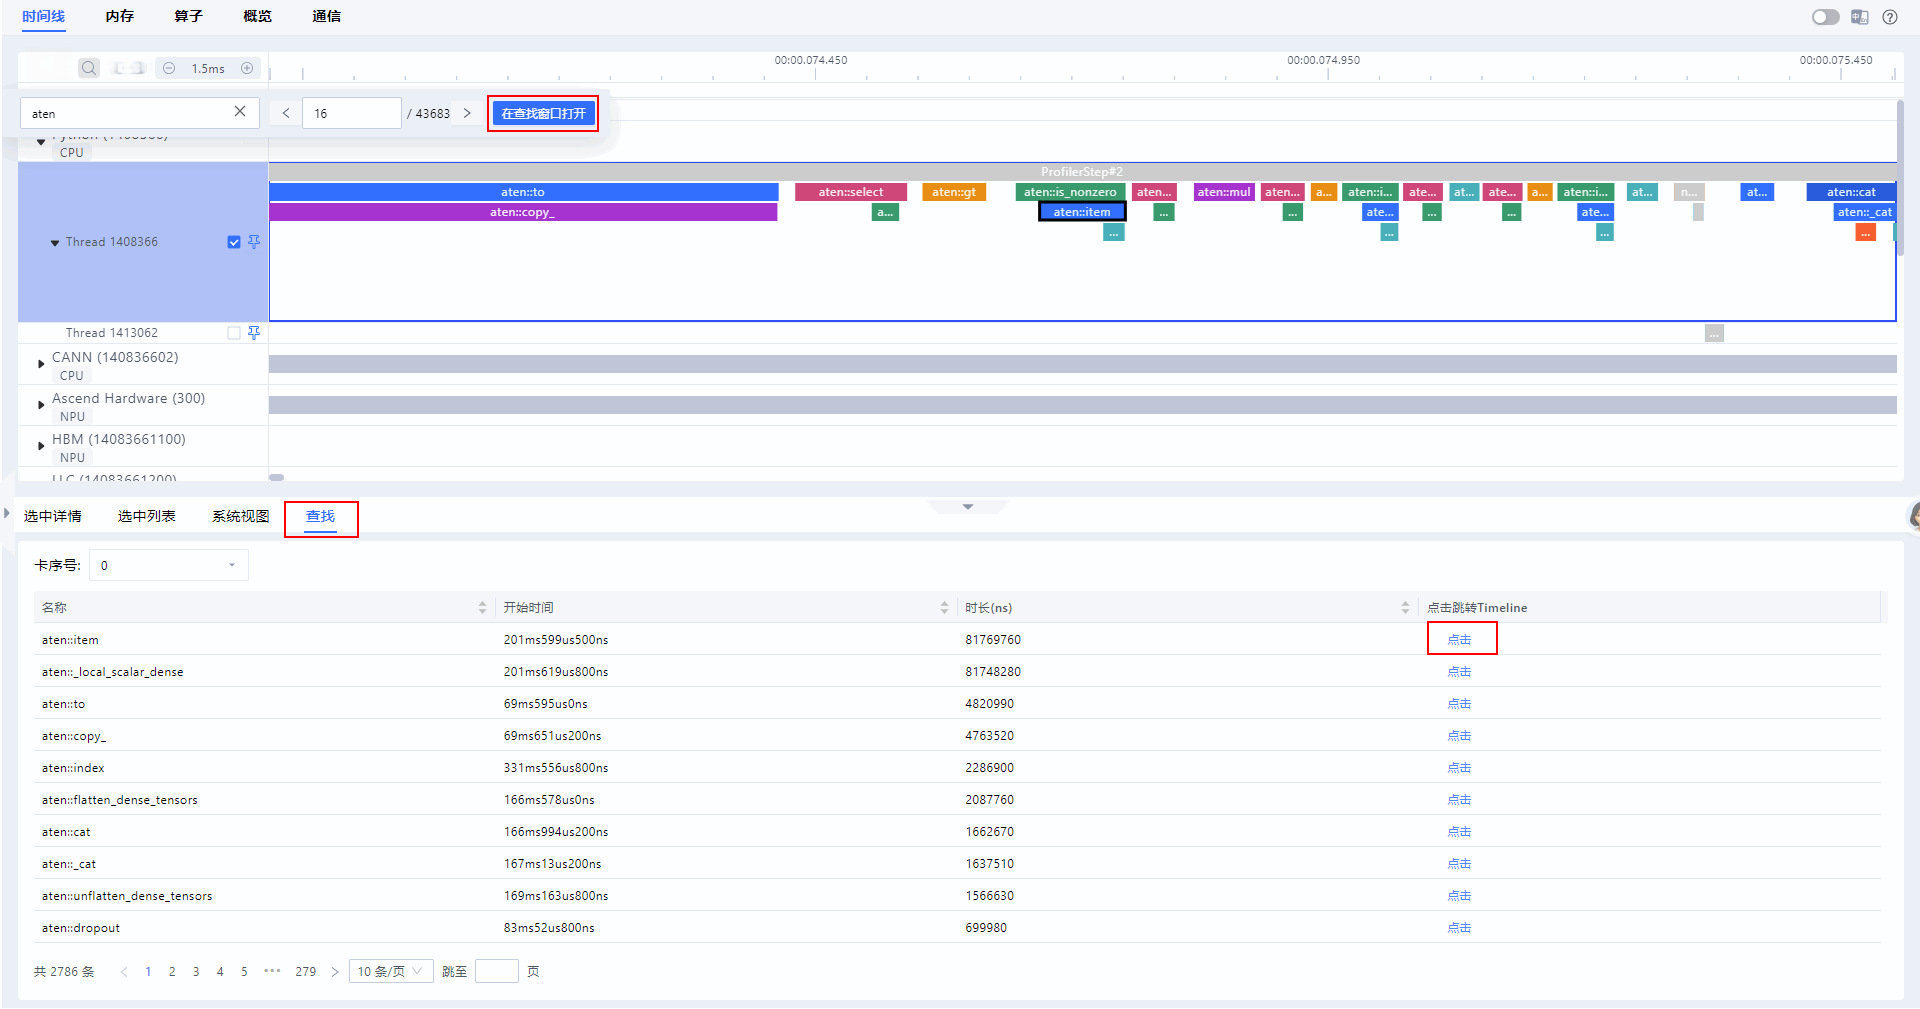 时间线 内存 算子 概览 通信
1.5ms 00:00.074.450 00:00.074.950 00:00.075.450
aten 16 / 43683 在查找窗口打开
CPU
ProfilerStep#2
aten::to aten::select aten::gt aten::is_nonzero aten... aten::mul aten... a... aten::i... ate... at... ate... a... aten::i... at... n... at... aten::cat
aten::copy_ a... aten::item ... ... ate... ... ... ate... aten::_cat
... ... ... ...
Thread 1408366
Thread 1413062 ...
CANN (140836602)
CPU
Ascend Hardware (300)
NPU
HBM (14083661100)
NPU
LLC (14083661200)
选中详情 选中列表 系统视图 查找
卡序号: 0
名称 开始时间 时长(ns) 点击跳转Timeline
aten::item 201ms599us500ns 81769760 点击
aten::_local_scalar_dense 201ms619us800ns 81748280 点击
aten::to 69ms595us0ns 4820990 点击
aten::copy_ 69ms651us200ns 4763520 点击
aten::index 331ms556us800ns 2286900 点击
aten::flatten_dense_tensors 166ms578us0ns 2087760 点击
aten::cat 166ms994us200ns 1662670 点击
aten::_cat 167ms13us200ns 1637510 点击
aten::unflatten_dense_tensors 169ms163us800ns 1566630 点击
aten::dropout 83ms52us800ns 699980 点击
共 2786 条 < 1 2 3 4 5 ••• 279 > 10 条/页 跳至 页